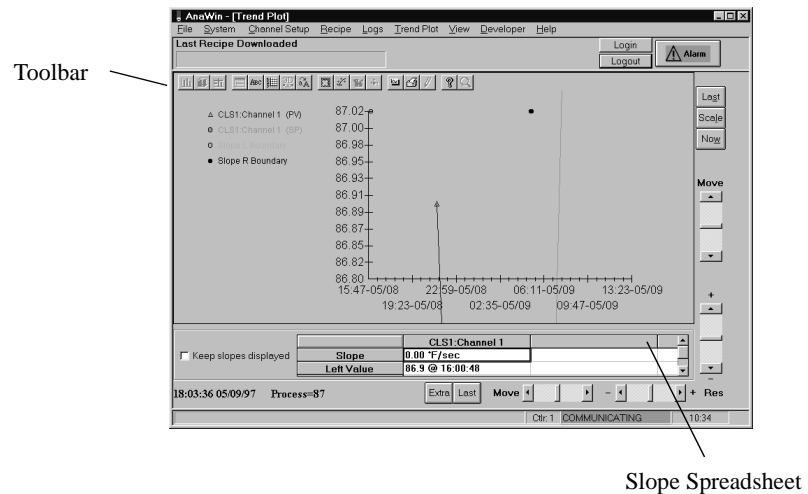 AnaWin - [Trend Plot]
File System Channel Setup Recipe Logs Trend Plot View Developer Help
Last Recipe Downloaded
Login
Logout
Alarm
Toolbar
ABC
?
Last
Scale
Now
CLS1:Channel 1 (PV)
CLS1:Channel 1 (SP)
Slope L Boundary
Slope R Boundary
87.02
87.00
86.98
86.95
86.93
86.91
86.89
86.87
86.85
86.82
86.80
15:47-05/08 22:59-05/08 06:11-05/09 13:23-05/09
19:23-05/08 02:35-05/09 09:47-05/09
Move
+
−
CLS1:Channel 1
Keep slopes displayed
Slope 0.00 °F/sec
Left Value 86.9 @ 16:00:48
18:03:36 05/09/97 Process=87
Extra Last Move − + Res
Ctlr: 1 COMMUNICATING 10:34
Slope Spreadsheet